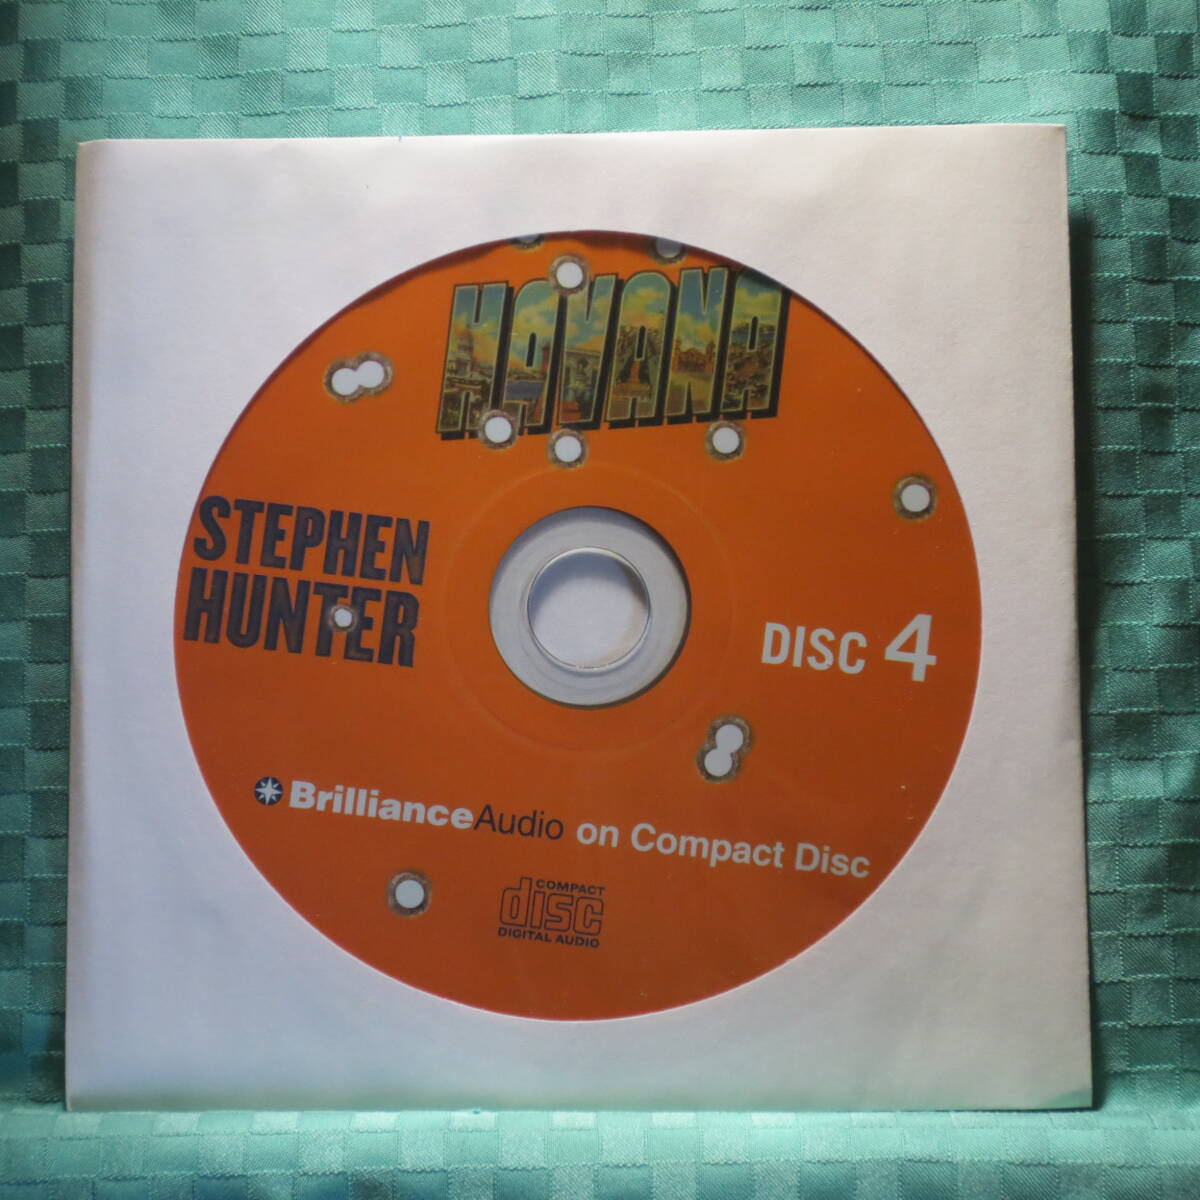 HAVANA
STEPHEN
HUNTER
DISC 4
BrillianceAudio on Compact Disc
COMPACT
disc
DIGITAL AUDIO